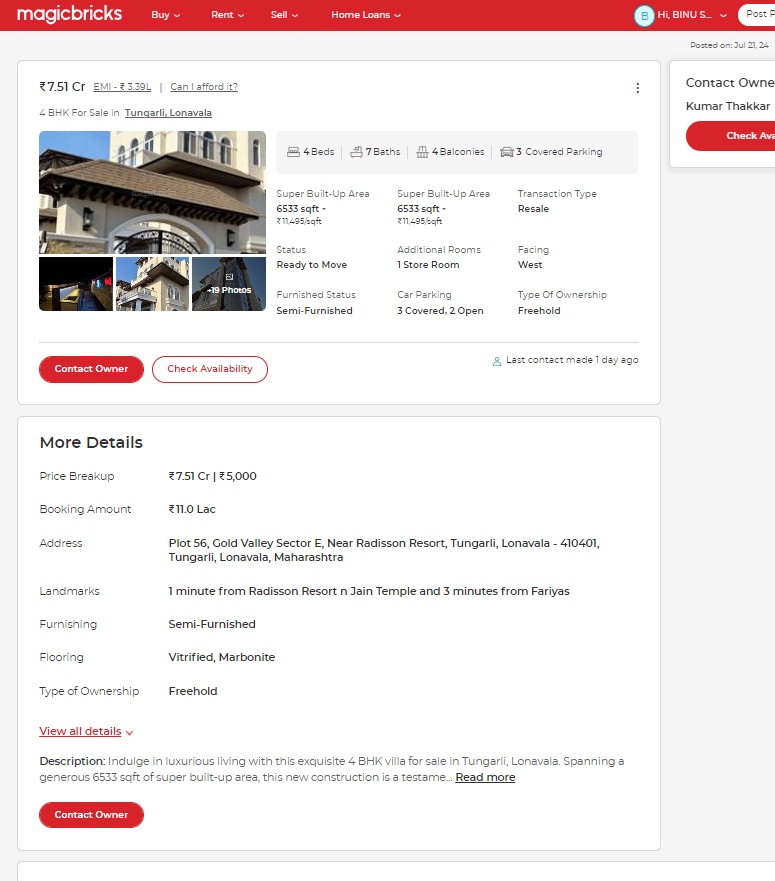 magicbricks
Buy Rent Sell Home Loans
B Hi, BINU S... Post P
Posted on: Jul 21, 24
₹7.51 Cr EMI - ₹ 3.39L | Can I afford it?
4 BHK For Sale in Tungarli, Lonavala
4 Beds 7 Baths 4 Balconies 3 Covered Parking
Super Built-Up Area Super Built-Up Area Transaction Type
6533 sqft - 6533 sqft - Resale
₹11,495/sqft ₹11,495/sqft
Status Additional Rooms Facing
Ready to Move 1 Store Room West
+19 Photos
Furnished Status Car Parking Type Of Ownership
Semi-Furnished 3 Covered, 2 Open Freehold
Contact Owner Check Availability
Last contact made 1 day ago
Contact Owne
Kumar Thakkar
Check Ava
More Details
Price Breakup ₹7.51 Cr | ₹5,000
Booking Amount ₹11.0 Lac
Address Plot 56, Gold Valley Sector E, Near Radisson Resort, Tungarli, Lonavala - 410401,
Tungarli, Lonavala, Maharashtra
Landmarks 1 minute from Radisson Resort n Jain Temple and 3 minutes from Fariyas
Furnishing Semi-Furnished
Flooring Vitrified, Marbonite
Type of Ownership Freehold
View all details
Description: Indulge in luxurious living with this exquisite 4 BHK villa for sale in Tungarli, Lonavala. Spanning a
generous 6533 sqft of super built-up area, this new construction is a testame... Read more
Contact Owner